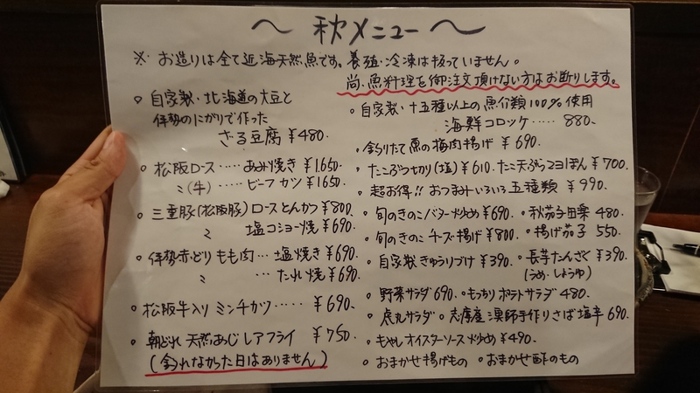 〜 秋メニュー 〜
※ お造りは全て近海天然魚です。養殖・冷凍は扱っていません。
尚、魚料理を御注文頂けない方はお断りします。
○ 自家製・北海道の大豆と
伊勢のにがりで作った
ざる豆腐 ¥480.
○ 松阪ロース‥‥あみ焼き ¥1650
〃(牛)‥‥ビーフカツ ¥1650
○ 三重豚(松阪豚)ロースとんかつ ¥800.
〃 塩コショー焼 ¥690
○ 伊勢赤どりもも肉‥‥塩焼き ¥690.
〃 ‥‥たれ焼 ¥690.
○ 松阪牛入りミンチカツ‥‥ ¥690.
○ 朝どれ天然あじしアフライ ¥750
(釣れなかった日はありません)
○ 自家製・十五種以上の魚介類100%使用
海鮮コロッケ‥‥ 880.
○ 釣りたて魚の梅肉揚げ ¥690.
○ たこぶつ切り(塩)¥610. たこ天ぷら2ヨ1ぽん ¥700.
○ 超お得!!おつまみいろいろ五種類 ¥990.
○ 旬のきのこバター炒め ¥690 ○ 秋茄子田楽 480.
○ 旬のきのこチーズ揚げ ¥800. ○ 揚げ茄子 550.
○ 自家製きゅうりづけ ¥390. ○ 長芋たんざく ¥390
(うめ・しょうゆ)
○ 野菜サラダ 690. ○ もっちりポテトサラダ 480.
○ 虎丸サラダ ○ 志摩産漁師手作りさば塩辛 690
○ もやしオイスターソース炒め ¥490.
○ おまかせ揚げもの ○ おまかせ酢のもの